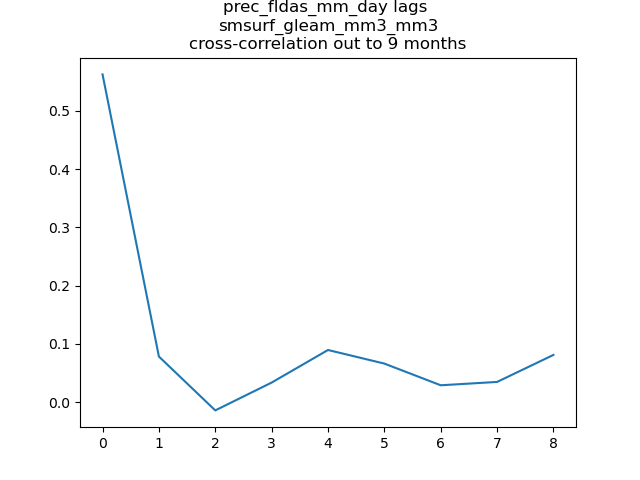 prec_fldas_mm_day lags
smsurf_gleam_mm3_mm3
cross-correlation out to 9 months
0.5
0.4
0.3
0.2
0.1
0.0
0 1 2 3 4 5 6 7 8